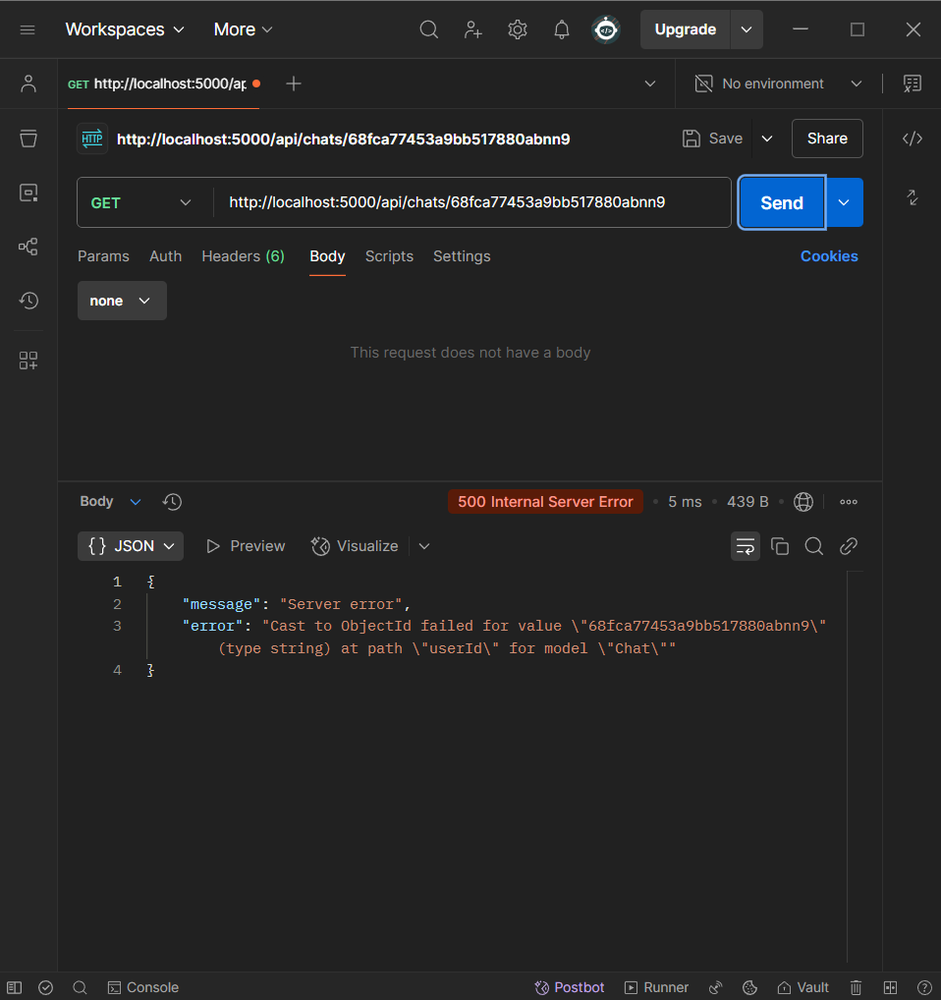 Workspaces More Upgrade
GET http://localhost:5000/ap No environment
HTTP http://localhost:5000/api/chats/68fca77453a9bb517880abnn9 Save Share
GET http://localhost:5000/api/chats/68fca77453a9bb517880abnn9 Send
Params Auth Headers (6) Body Scripts Settings Cookies
none
This request does not have a body
Body 500 Internal Server Error • 5 ms • 439 B •
{ } JSON Preview Visualize
1 {
2 "message": "Server error",
3 "error": "Cast to ObjectId failed for value \"68fca77453a9bb517880abnn9\"
(type string) at path \"userId\" for model \"Chat\""
4 }
Console Postbot Runner Vault